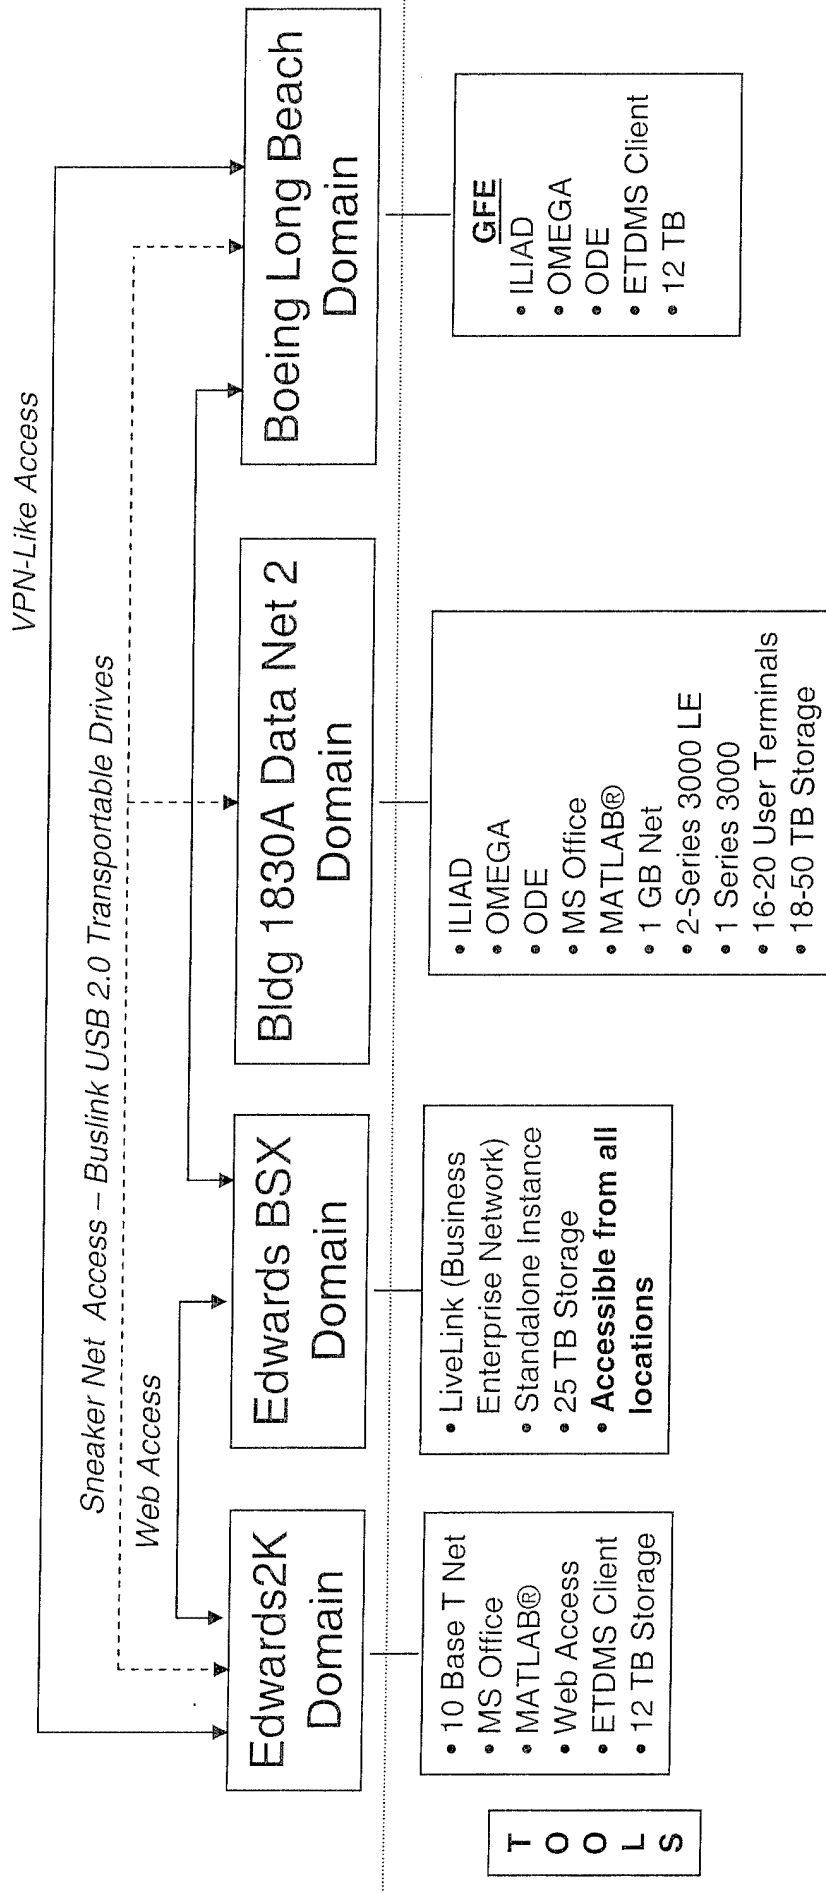 VPN-Like Access
Sneaker Net Access – Buslink USB 2.0 Transportable Drives
Web Access
Edwards2K
Domain
Edwards BSX
Domain
Bldg 1830A Data Net 2
Domain
Boeing Long Beach
Domain
T
O
O
L
S
• 10 Base T Net
• MS Office
• MATLAB®
• Web Access
• ETDMS Client
• 12 TB Storage
• LiveLink (Business
Enterprise Network)
• Standalone Instance
• 25 TB Storage
• Accessible from all
locations
• ILIAD
• OMEGA
• ODE
• MS Office
• MATLAB®
• 1 GB Net
• 2-Series 3000 LE
• 1 Series 3000
• 16-20 User Terminals
• 18-50 TB Storage
GFE
• ILIAD
• OMEGA
• ODE
• ETDMS Client
• 12 TB